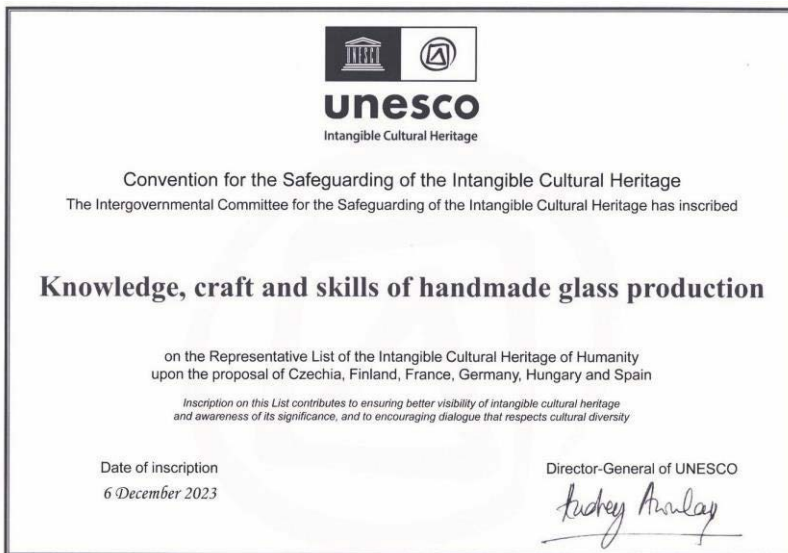 unesco
Intangible Cultural Heritage
Convention for the Safeguarding of the Intangible Cultural Heritage
The Intergovernmental Committee for the Safeguarding of the Intangible Cultural Heritage has inscribed
Knowledge, craft and skills of handmade glass production
on the Representative List of the Intangible Cultural Heritage of Humanity
upon the proposal of Czechia, Finland, France, Germany, Hungary and Spain
Inscription on this List contributes to ensuring better visibility of intangible cultural heritage
and awareness of its significance, and to encouraging dialogue that respects cultural diversity
Date of inscription
6 December 2023
Director-General of UNESCO